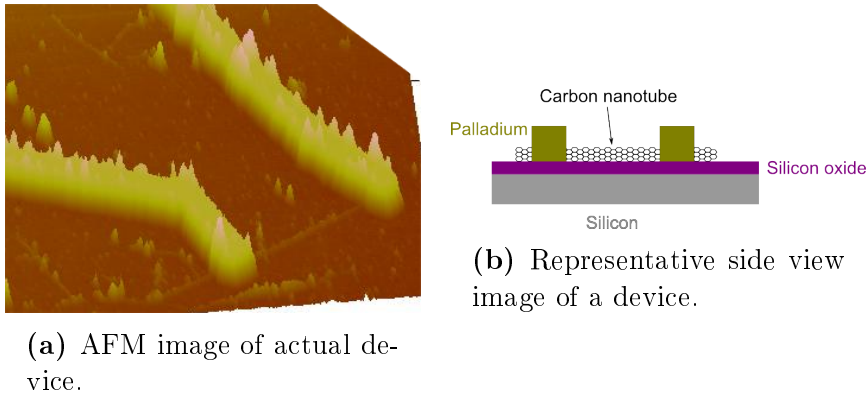 Carbon nanotube
Palladium
Silicon oxide
Silicon
(b) Representative side view
image of a device.
(a) AFM image of actual de-
vice.